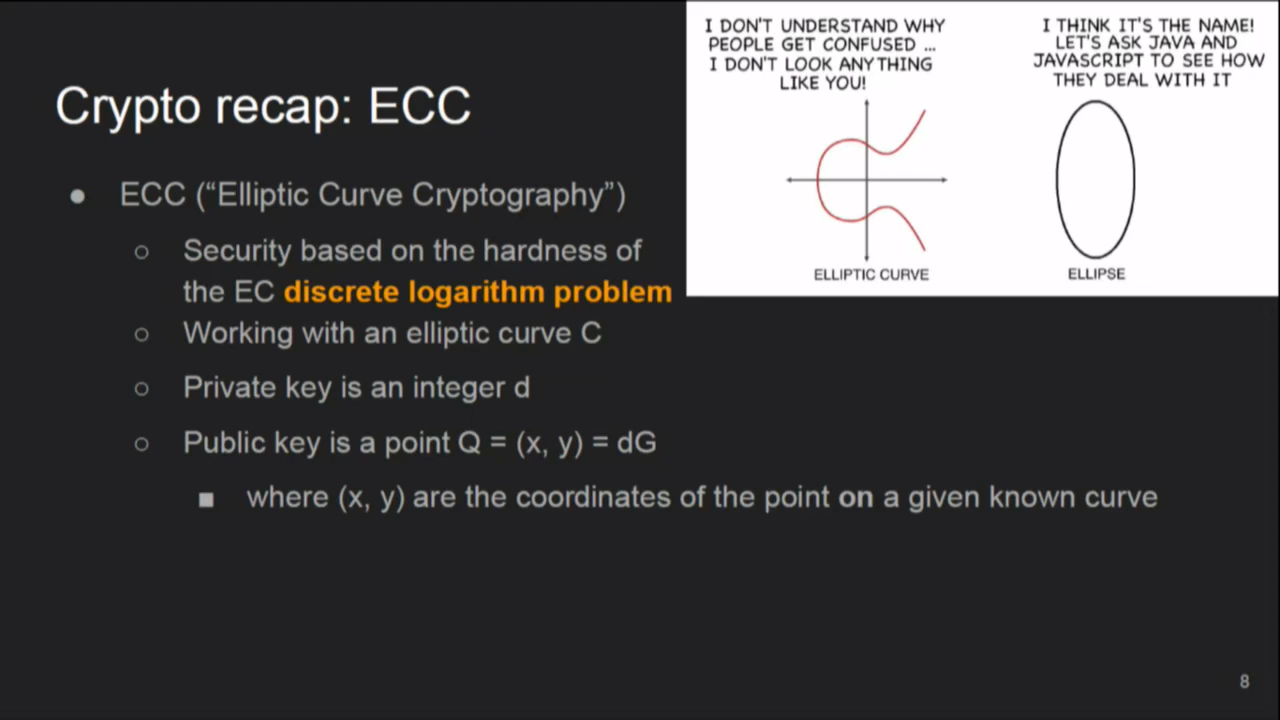 I DON'T UNDERSTAND WHY
PEOPLE GET CONFUSED ...
I DON'T LOOK ANYTHING
LIKE YOU!
I THINK IT'S THE NAME!
LET'S ASK JAVA AND
JAVASCRIPT TO SEE HOW
THEY DEAL WITH IT
ELLIPTIC CURVE
ELLIPSE
Crypto recap: ECC
● ECC (“Elliptic Curve Cryptography”)
○ Security based on the hardness of
the EC discrete logarithm problem
○ Working with an elliptic curve C
○ Private key is an integer d
○ Public key is a point Q = (x, y) = dG
■ where (x, y) are the coordinates of the point on a given known curve
8